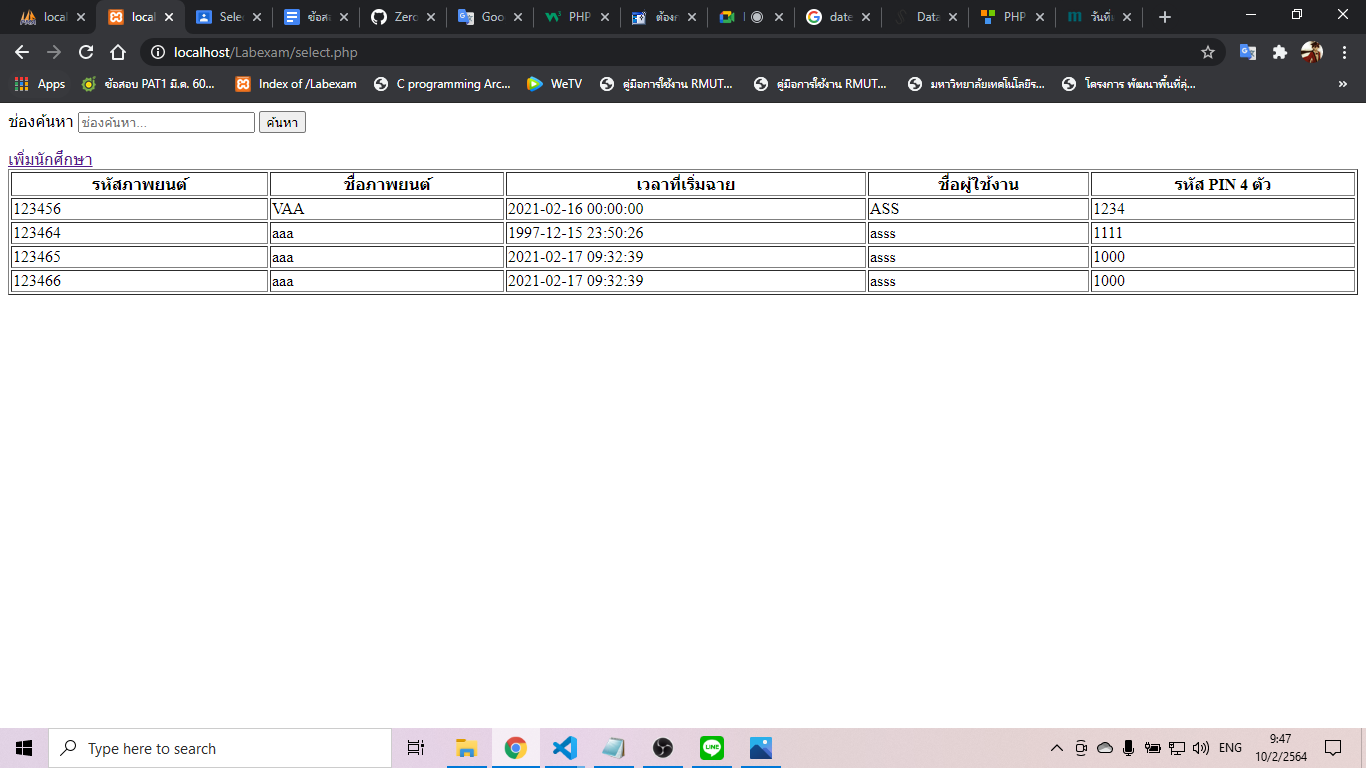 local
local
Selec
ข้อส
Zero
Goo
PHP
ต้องก
date
Data
PHP
วันที่
localhost/Labexam/select.php
Apps
ข้อสอบ PAT1 มี.ค. 60...
Index of /Labexam
C programming Arc...
WeTV
คู่มือการใช้งาน RMUT...
คู่มือการใช้งาน RMUT...
มหาวิทยาลัยเทคโนโลยีร...
โครงการ พัฒนาพื้นที่สุ่...
»
ช่องค้นหา ช่องค้นหา... ค้นหา
เพิ่มนักศึกษา
รหัสภาพยนต์ ชื่อภาพยนต์ เวลาที่เริ่มฉาย ชื่อผู้ใช้งาน รหัส PIN 4 ตัว
123456 VAA 2021-02-16 00:00:00 ASS 1234
123464 aaa 1997-12-15 23:50:26 asss 1111
123465 aaa 2021-02-17 09:32:39 asss 1000
123466 aaa 2021-02-17 09:32:39 asss 1000
Type here to search
ENG
9:47
10/2/2564